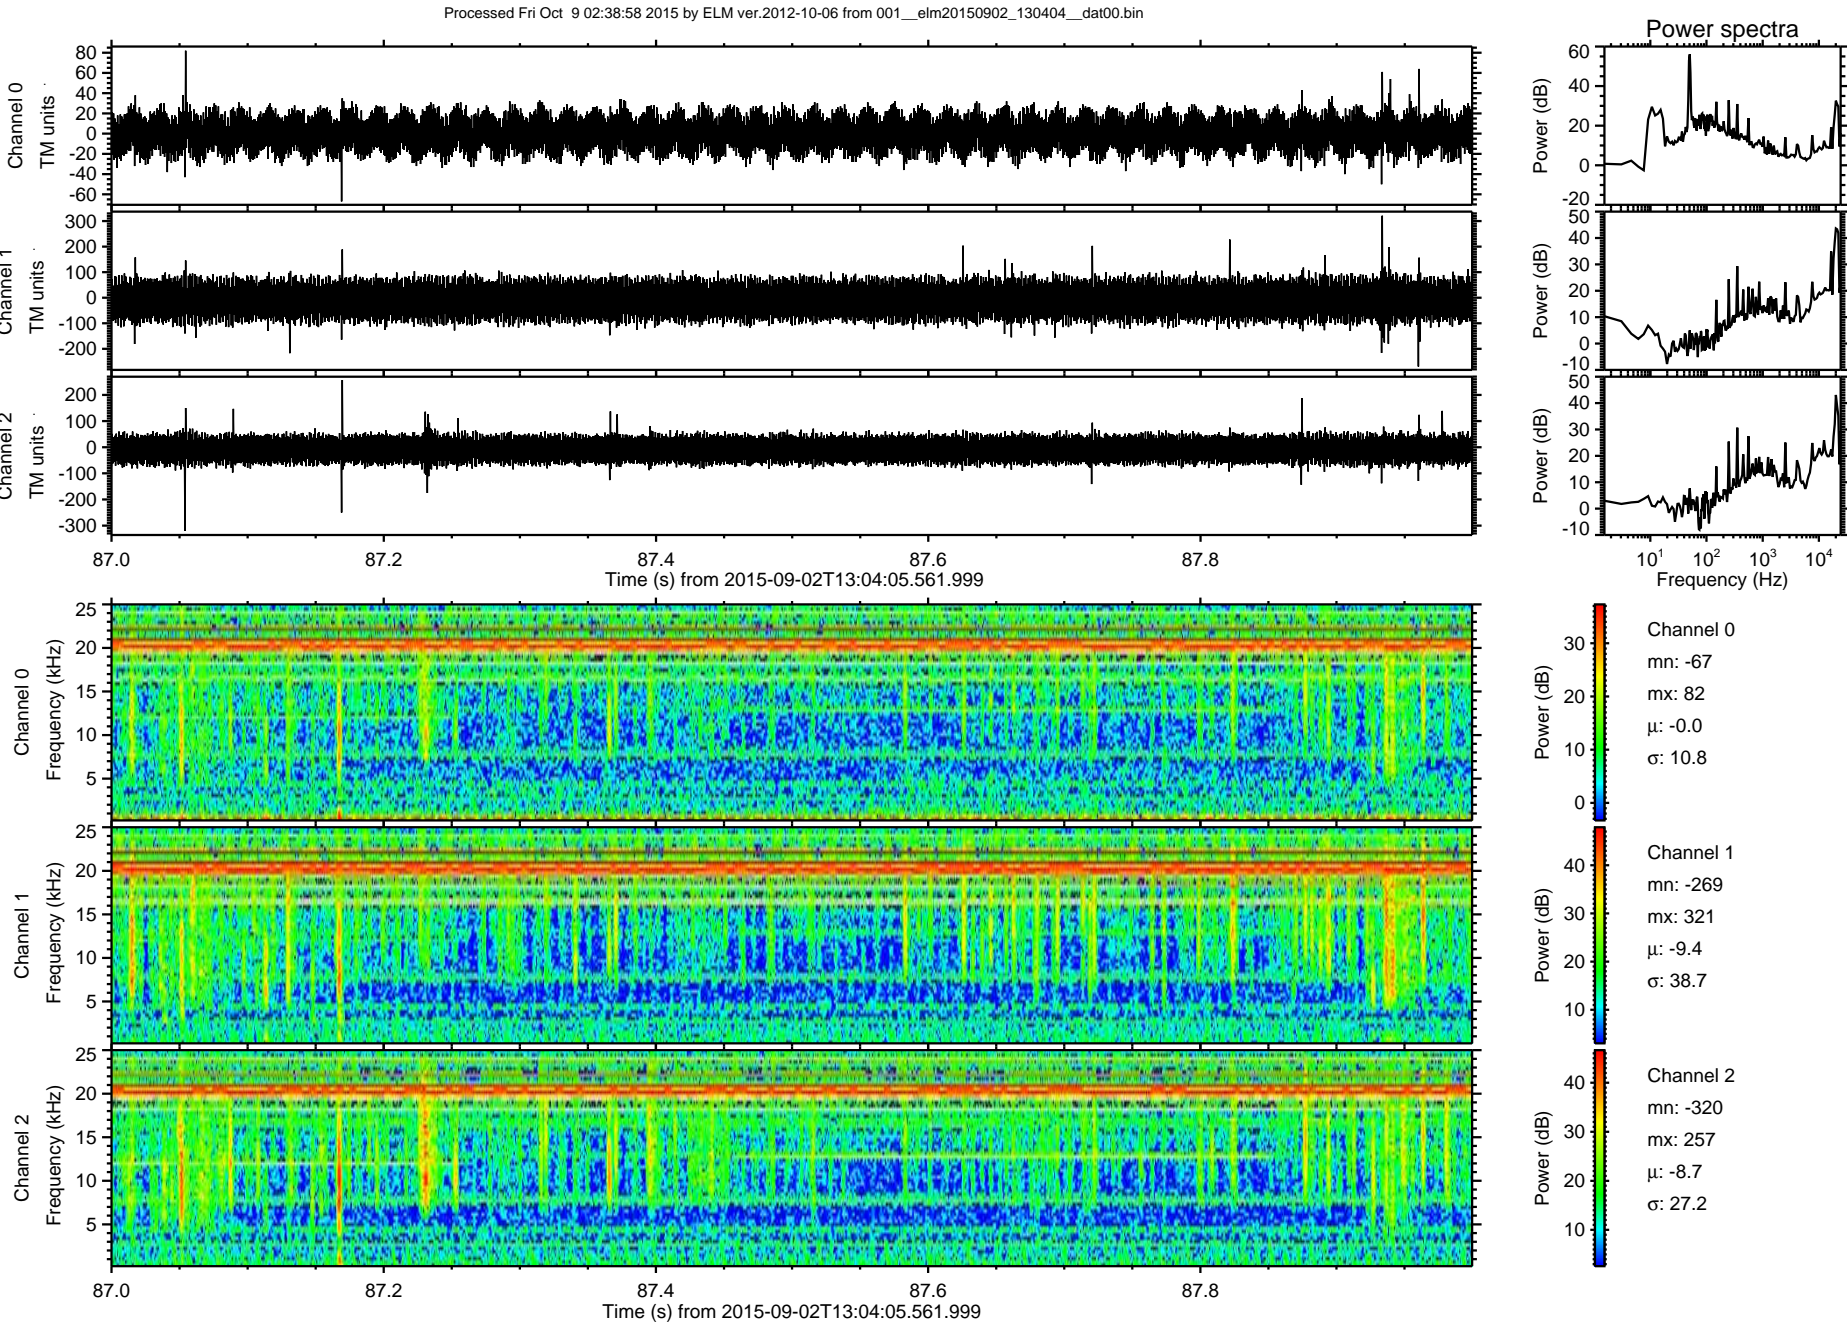 Processed Fri Oct  9 02:38:58 2015 by ELM ver.2012-10-06 from 001__elm20150902_130404__dat00.bin
Power spectra
Channel 0
TM units
80
60
40
20
0
-20
-40
-60
Power (dB)
60
40
20
0
-20
Channel 1
TM units
300
200
100
0
-100
-200
Power (dB)
50
40
30
20
10
0
-10
Channel 2
TM units
200
100
0
-100
-200
-300
Power (dB)
50
40
30
20
10
0
-10
87.0 87.2 87.4 87.6 87.8
Time (s) from 2015-09-02T13:04:05.561.999
10¹ 10² 10³ 10⁴
Frequency (Hz)
Channel 0
Frequency (kHz)
25
20
15
10
5
Power (dB)
30
20
10
0
Channel 0
mn: -67
mx: 82
μ: -0.0
σ: 10.8
Channel 1
Frequency (kHz)
25
20
15
10
5
Power (dB)
40
30
20
10
Channel 1
mn: -269
mx: 321
μ: -9.4
σ: 38.7
Channel 2
Frequency (kHz)
25
20
15
10
5
Power (dB)
40
30
20
10
Channel 2
mn: -320
mx: 257
μ: -8.7
σ: 27.2
87.0 87.2 87.4 87.6 87.8
Time (s) from 2015-09-02T13:04:05.561.999